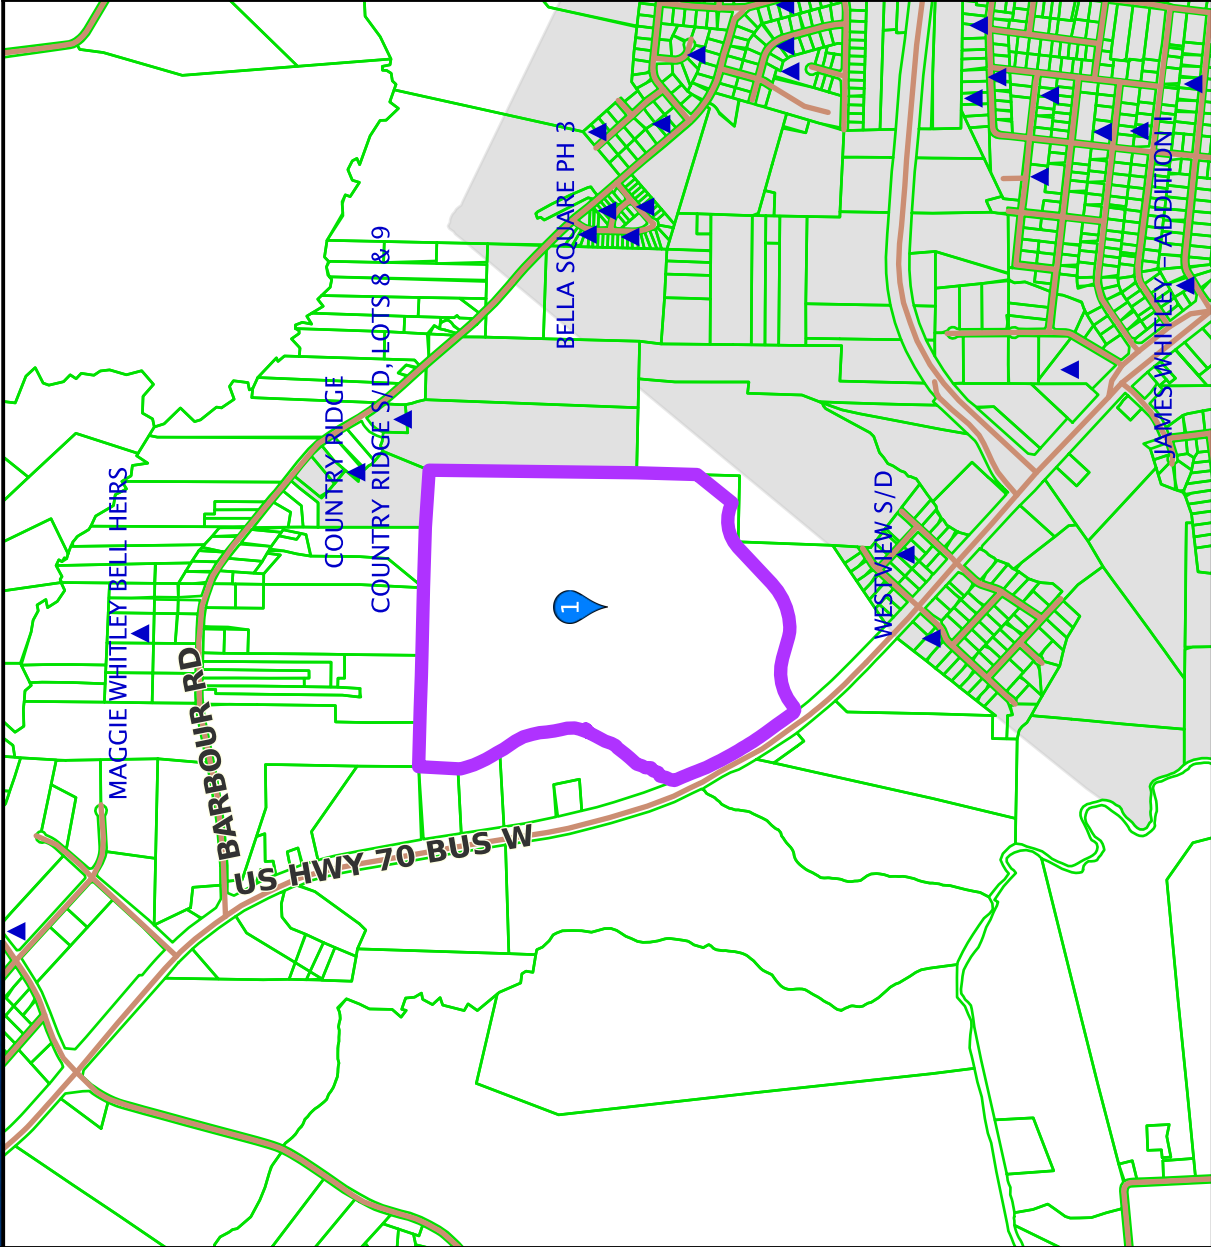 BELLA SQUARE PH 3
JAMES WHITLEY - ADDITION I
COUNTRY RIDGE S/D, LOTS 8 & 9
COUNTRY RIDGE
MAGGIE WHITLEY BELL HEIRS
WESTVIEW S/D
1
BARBOUR RD
US HWY 70 BUS W